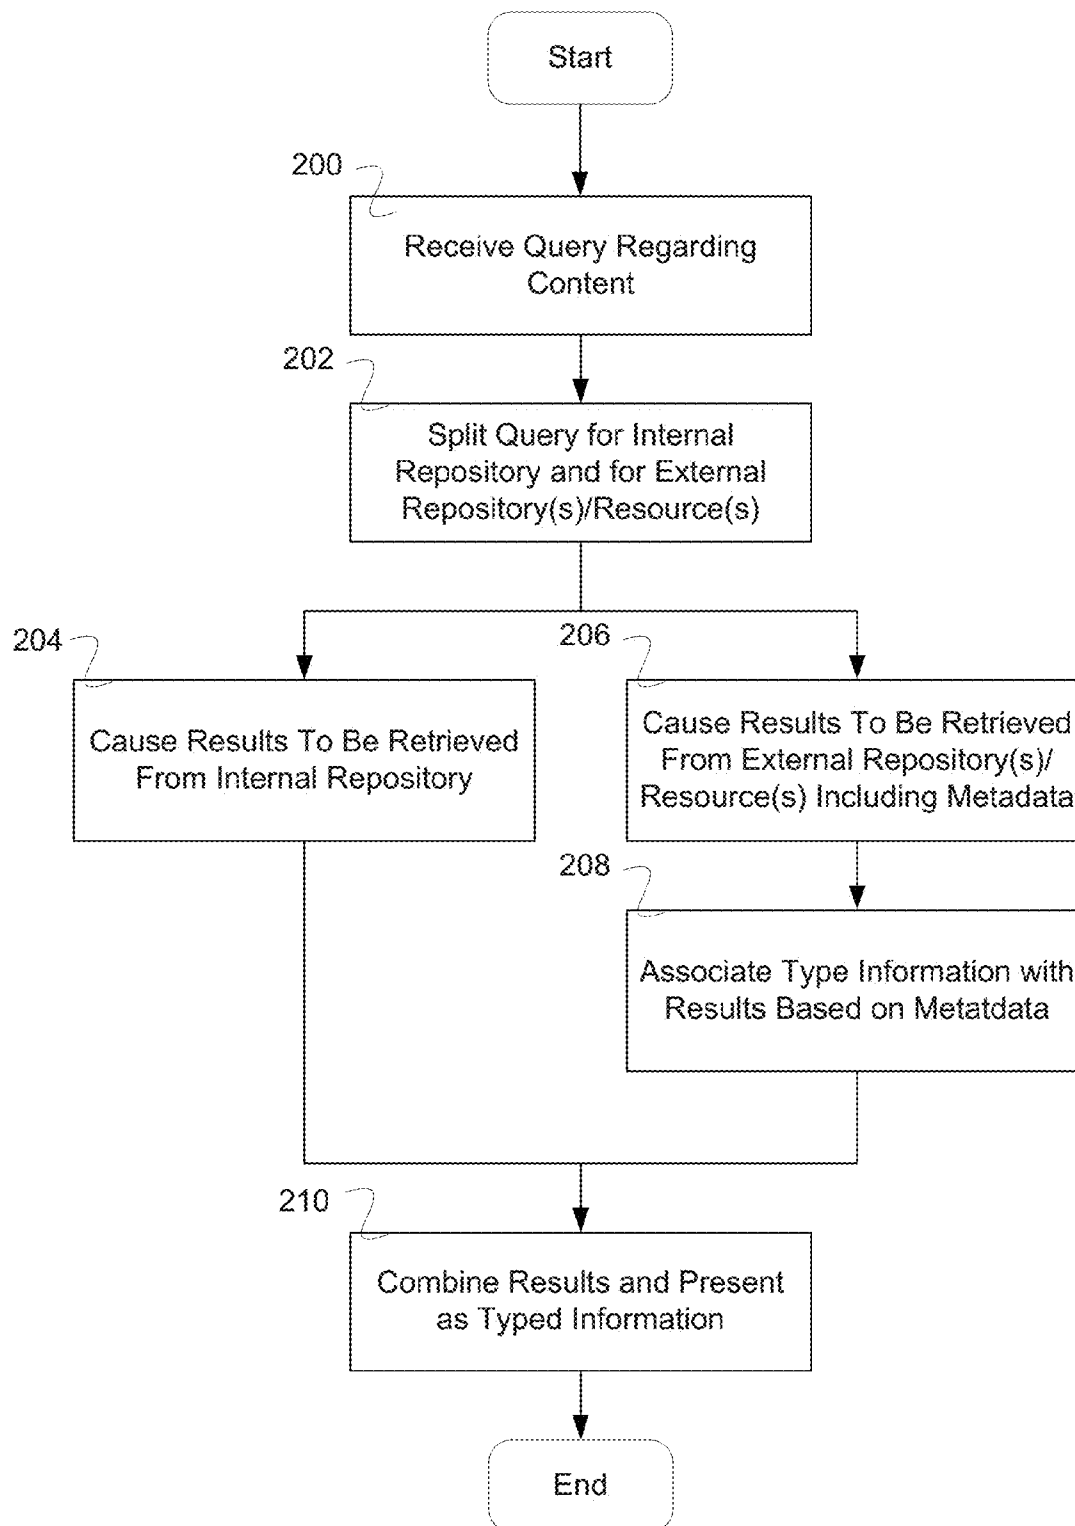 Start
200
Receive Query Regarding
Content
202
Split Query for Internal
Repository and for External
Repository(s)/Resource(s)
204
Cause Results To Be Retrieved
From Internal Repository
206
Cause Results To Be Retrieved
From External Repository(s)/
Resource(s) Including Metadata
208
Associate Type Information with
Results Based on Metatdata
210
Combine Results and Present
as Typed Information
End